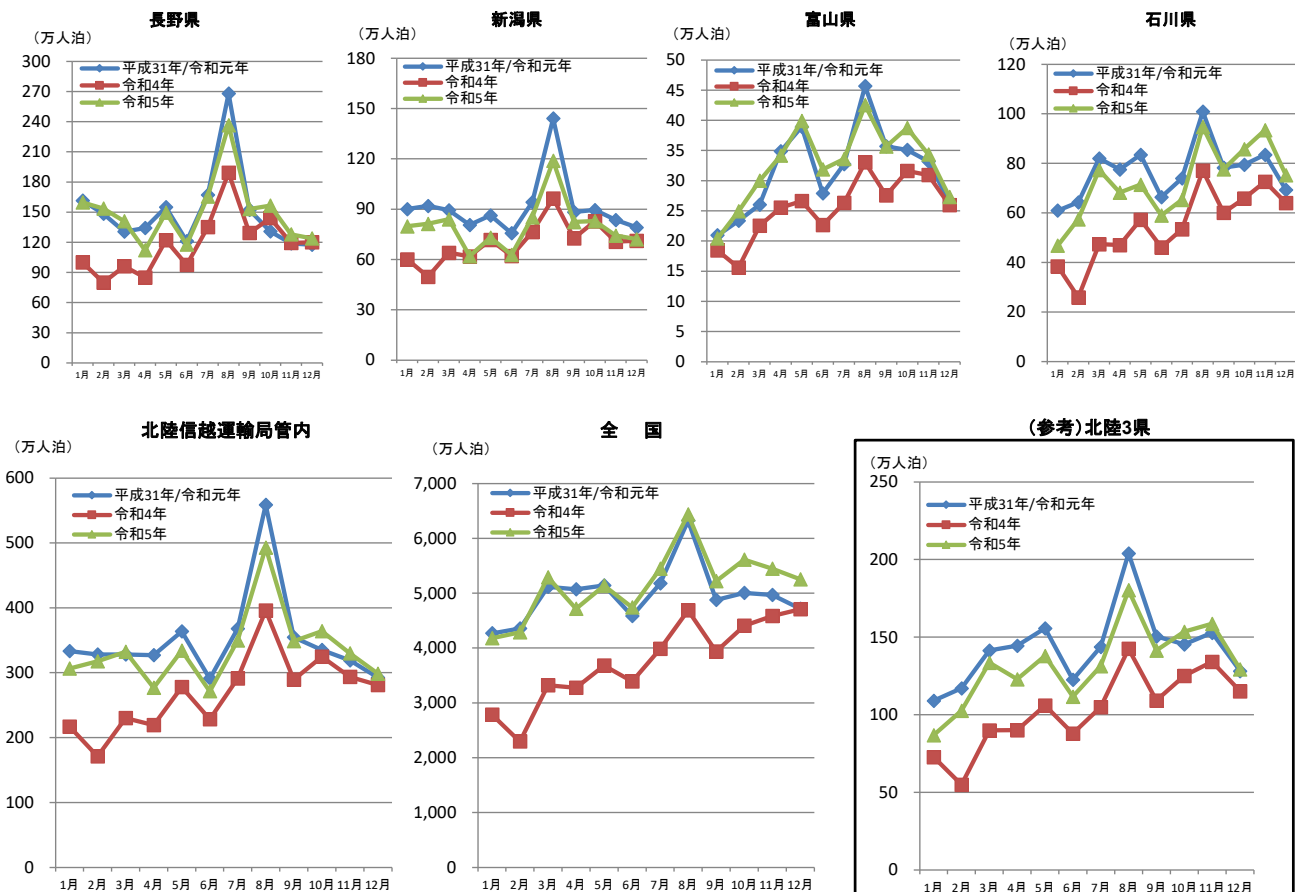 長野県
（万人泊）
300
270
240
210
180
150
120
90
60
30
0
平成31年/令和元年
令和4年
令和5年
1月 2月 3月 4月 5月 6月 7月 8月 9月 10月 11月 12月
新潟県
（万人泊）
180
150
120
90
60
30
0
平成31年/令和元年
令和4年
令和5年
1月 2月 3月 4月 5月 6月 7月 8月 9月 10月 11月 12月
富山県
（万人泊）
50
45
40
35
30
25
20
15
10
5
0
平成31年/令和元年
令和4年
令和5年
1月 2月 3月 4月 5月 6月 7月 8月 9月 10月 11月 12月
石川県
（万人泊）
120
100
80
60
40
20
0
平成31年/令和元年
令和4年
令和5年
1月 2月 3月 4月 5月 6月 7月 8月 9月 10月 11月 12月
北陸信越運輸局管内
（万人泊）
600
500
400
300
200
100
0
平成31年/令和元年
令和4年
令和5年
1月 2月 3月 4月 5月 6月 7月 8月 9月 10月 11月 12月
全 国
（万人泊）
7,000
6,000
5,000
4,000
3,000
2,000
1,000
0
平成31年/令和元年
令和4年
令和5年
1月 2月 3月 4月 5月 6月 7月 8月 9月 10月 11月 12月
(参考)北陸3県
（万人泊）
250
200
150
100
50
0
平成31年/令和元年
令和4年
令和5年
1月 2月 3月 4月 5月 6月 7月 8月 9月 10月 11月 12月